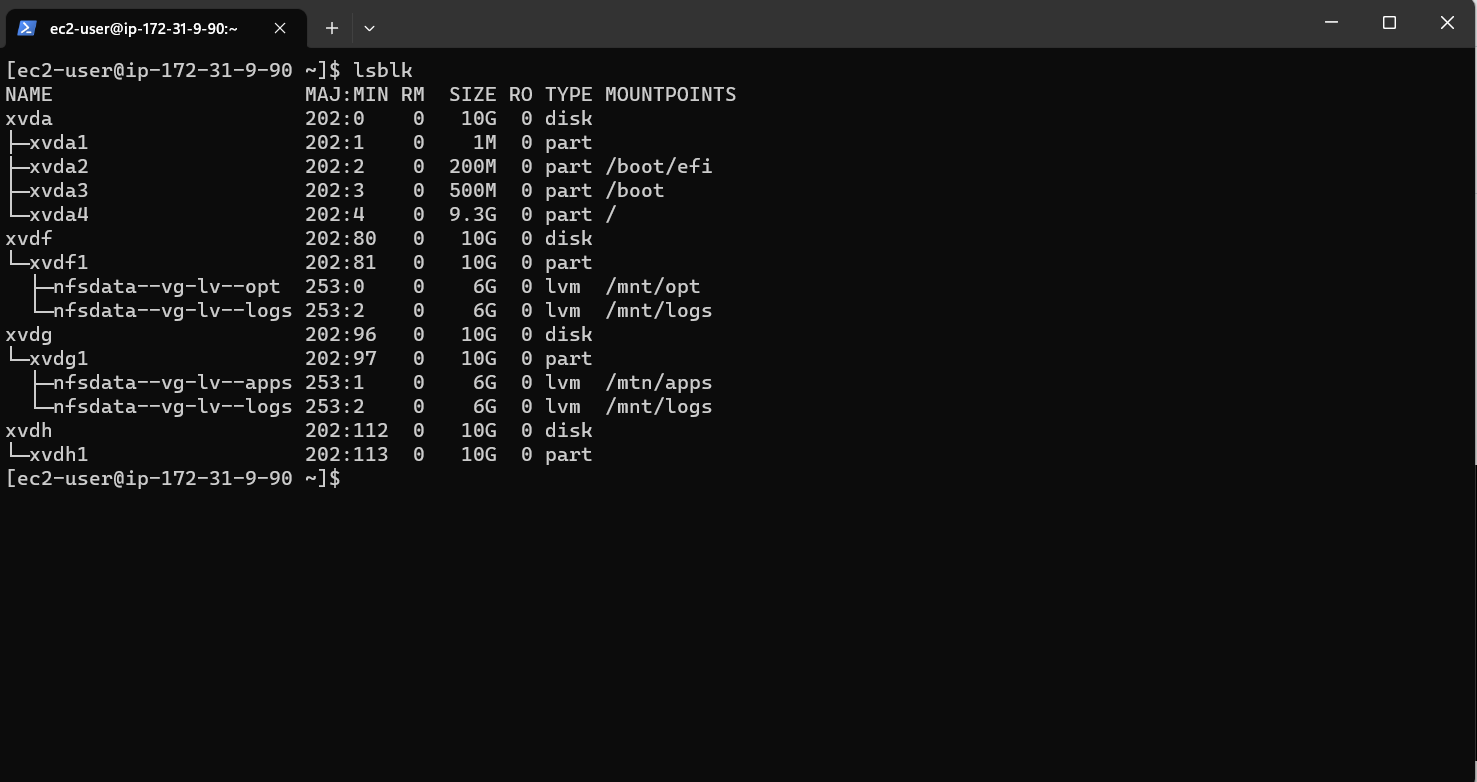 ec2-user@ip-172-31-9-90:~
[ec2-user@ip-172-31-9-90 ~]$ lsblk
NAME                     MAJ:MIN RM  SIZE RO TYPE MOUNTPOINTS
xvda                     202:0    0   10G  0 disk
├─xvda1                  202:1    0    1M  0 part
├─xvda2                  202:2    0  200M  0 part /boot/efi
├─xvda3                  202:3    0  500M  0 part /boot
└─xvda4                  202:4    0  9.3G  0 part /
xvdf                     202:80   0   10G  0 disk
└─xvdf1                  202:81   0   10G  0 part
  ├─nfsdata--vg-lv--opt  253:0    0    6G  0 lvm  /mnt/opt
  └─nfsdata--vg-lv--logs 253:2    0    6G  0 lvm  /mnt/logs
xvdg                     202:96   0   10G  0 disk
└─xvdg1                  202:97   0   10G  0 part
  ├─nfsdata--vg-lv--apps 253:1    0    6G  0 lvm  /mtn/apps
  └─nfsdata--vg-lv--logs 253:2    0    6G  0 lvm  /mnt/logs
xvdh                     202:112  0   10G  0 disk
└─xvdh1                  202:113  0   10G  0 part
[ec2-user@ip-172-31-9-90 ~]$